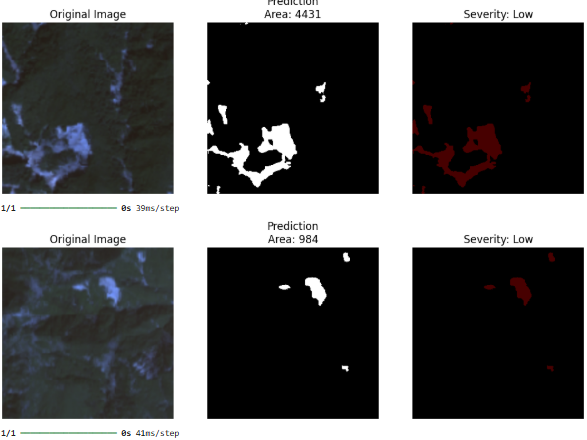 Original Image
Prediction
Area: 4431
Severity: Low
1/1 0s 39ms/step
Original Image
Prediction
Area: 984
Severity: Low
1/1 0s 41ms/step